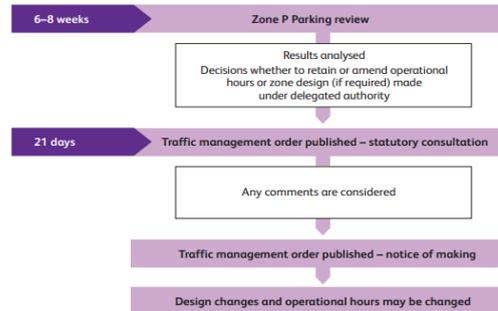 6–8 weeks
Zone P Parking review
Results analysed
Decisions whether to retain or amend operational
hours or zone design (if required) made
under delegated authority
21 days
Traffic management order published – statutory consultation
Any comments are considered
Traffic management order published – notice of making
Design changes and operational hours may be changed